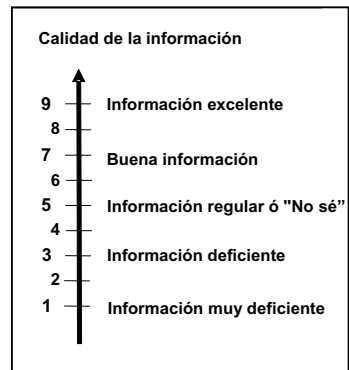 Calidad de la información
9 Información excelente
8
7 Buena información
6
5 Información regular ó "No sé”
4
3 Información deficiente
2
1 Información muy deficiente